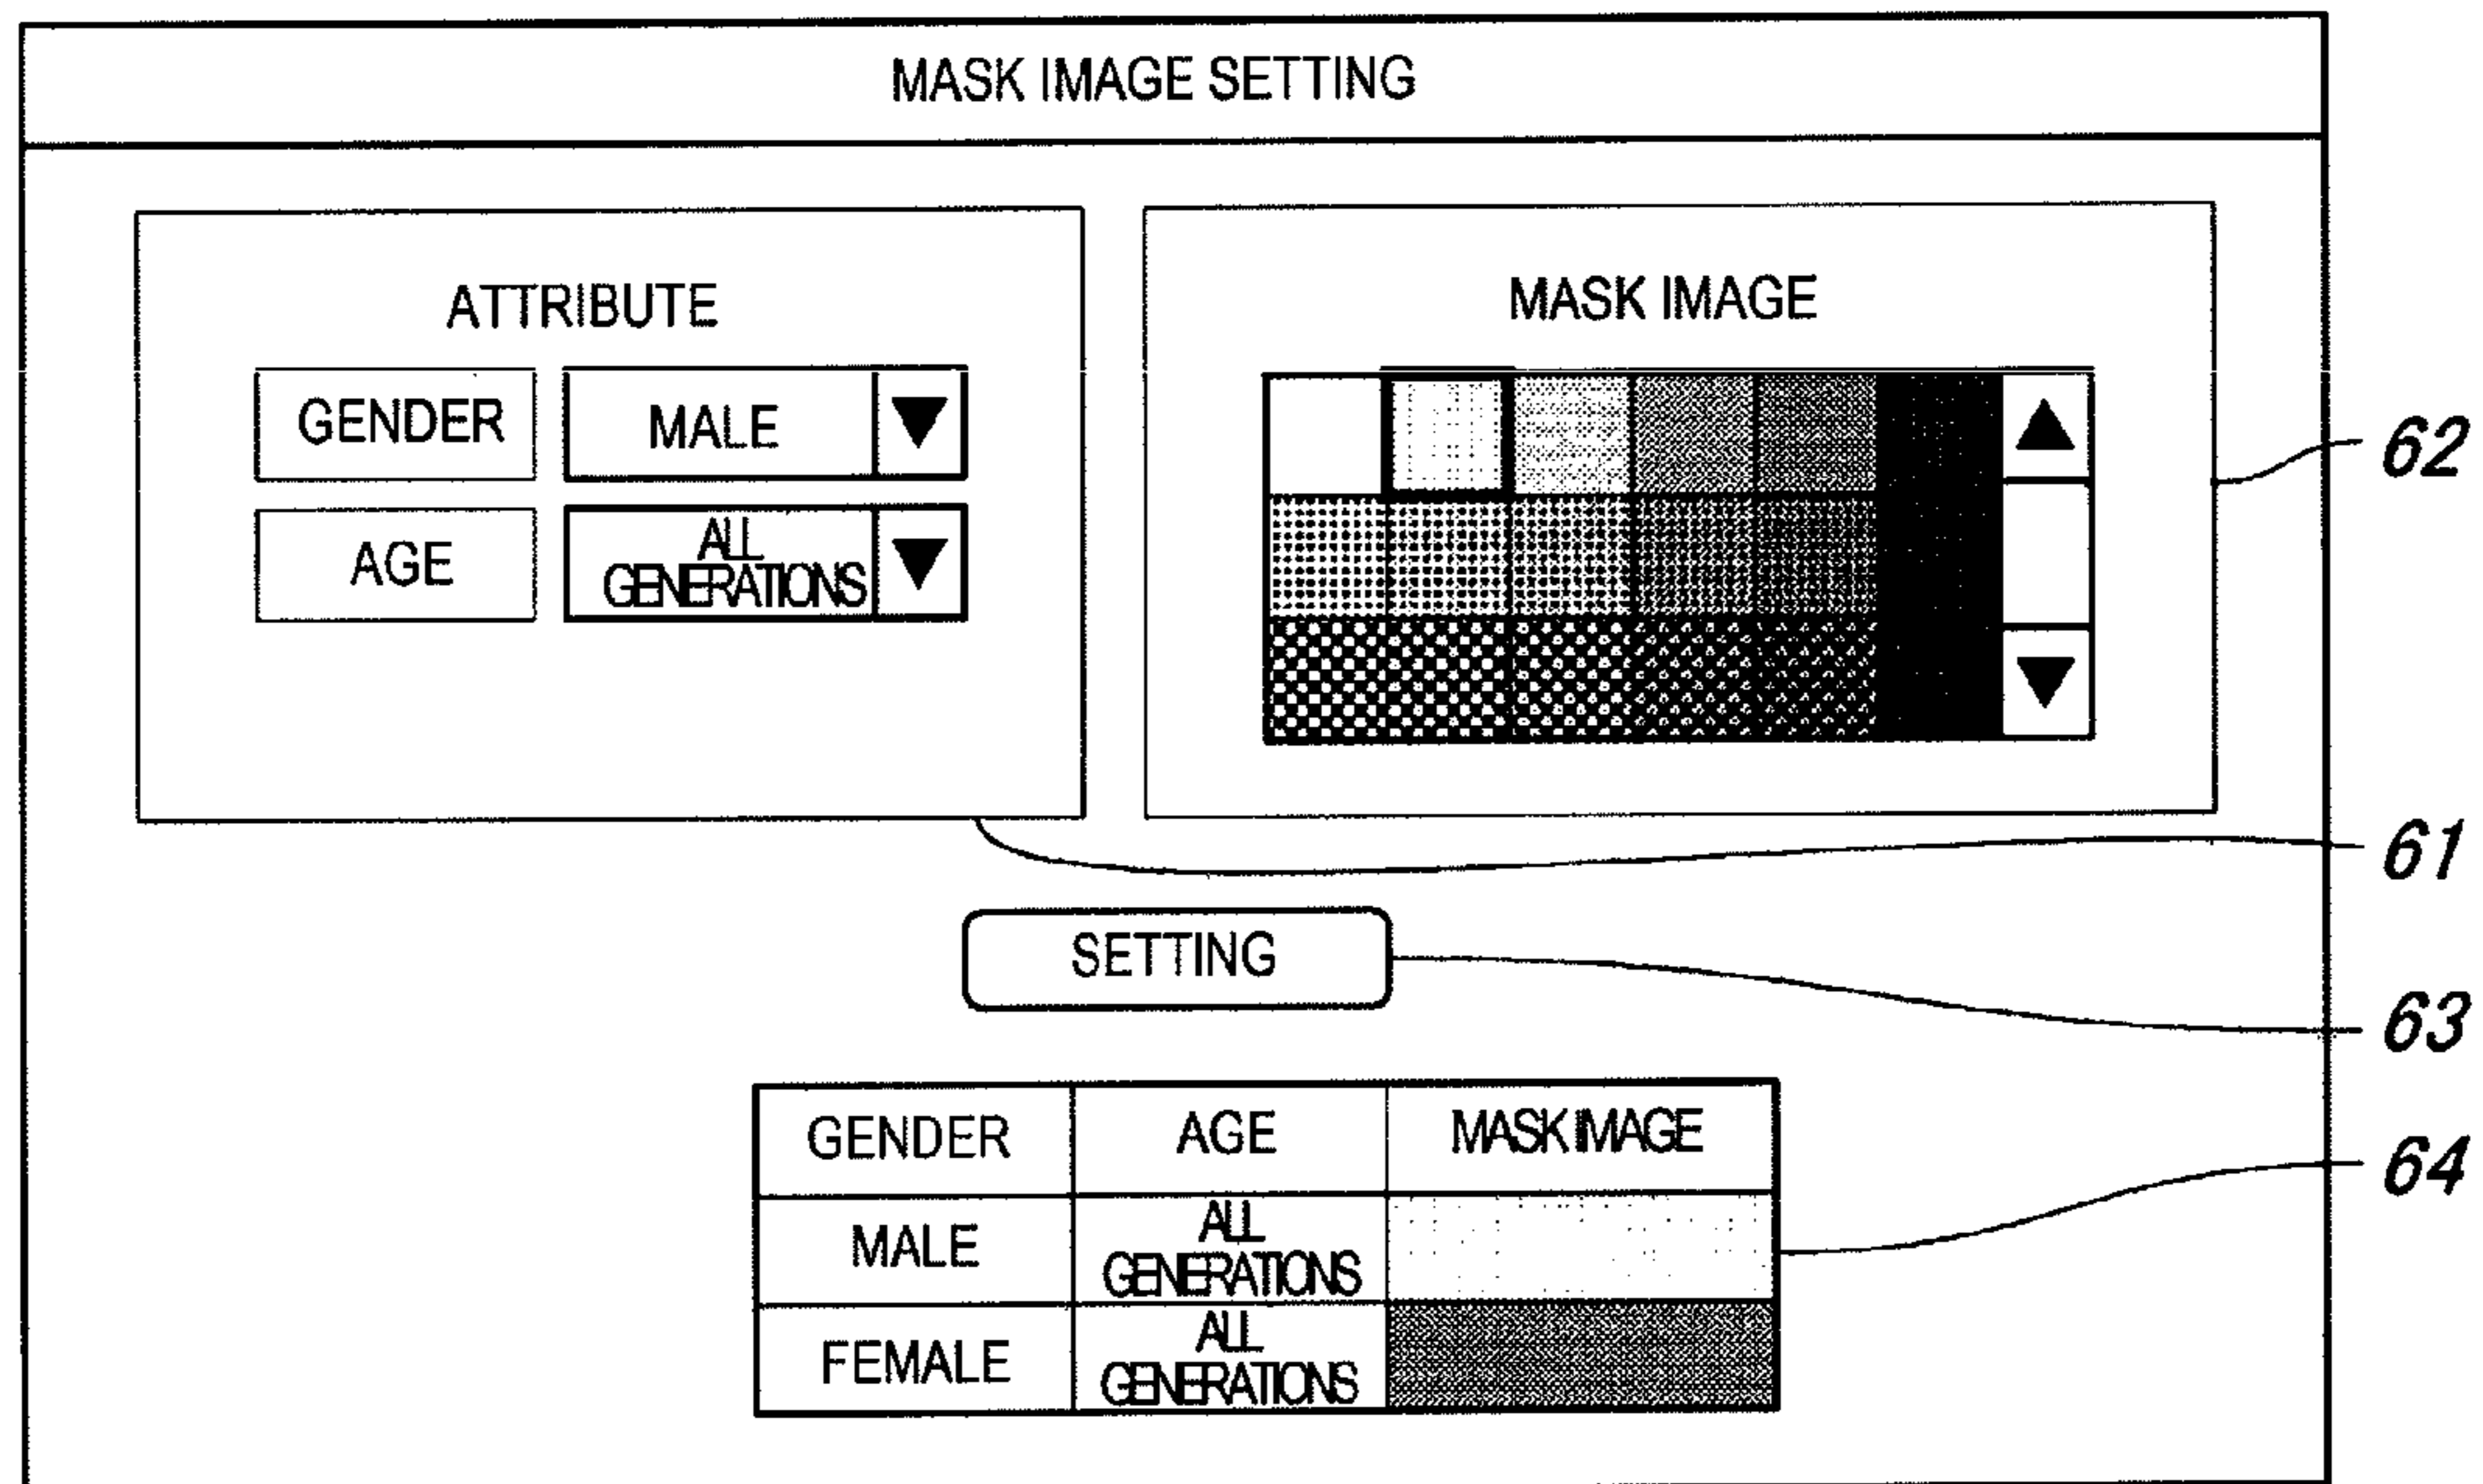 MASK IMAGE SETTING
ATTRIBUTE
GENDER MALE
AGE ALL
GENERATIONS
MASK IMAGE
62
61
SETTING
63
GENDER AGE MASK IMAGE
64
MALE ALL
GENERATIONS
FEMALE ALL
GENERATIONS